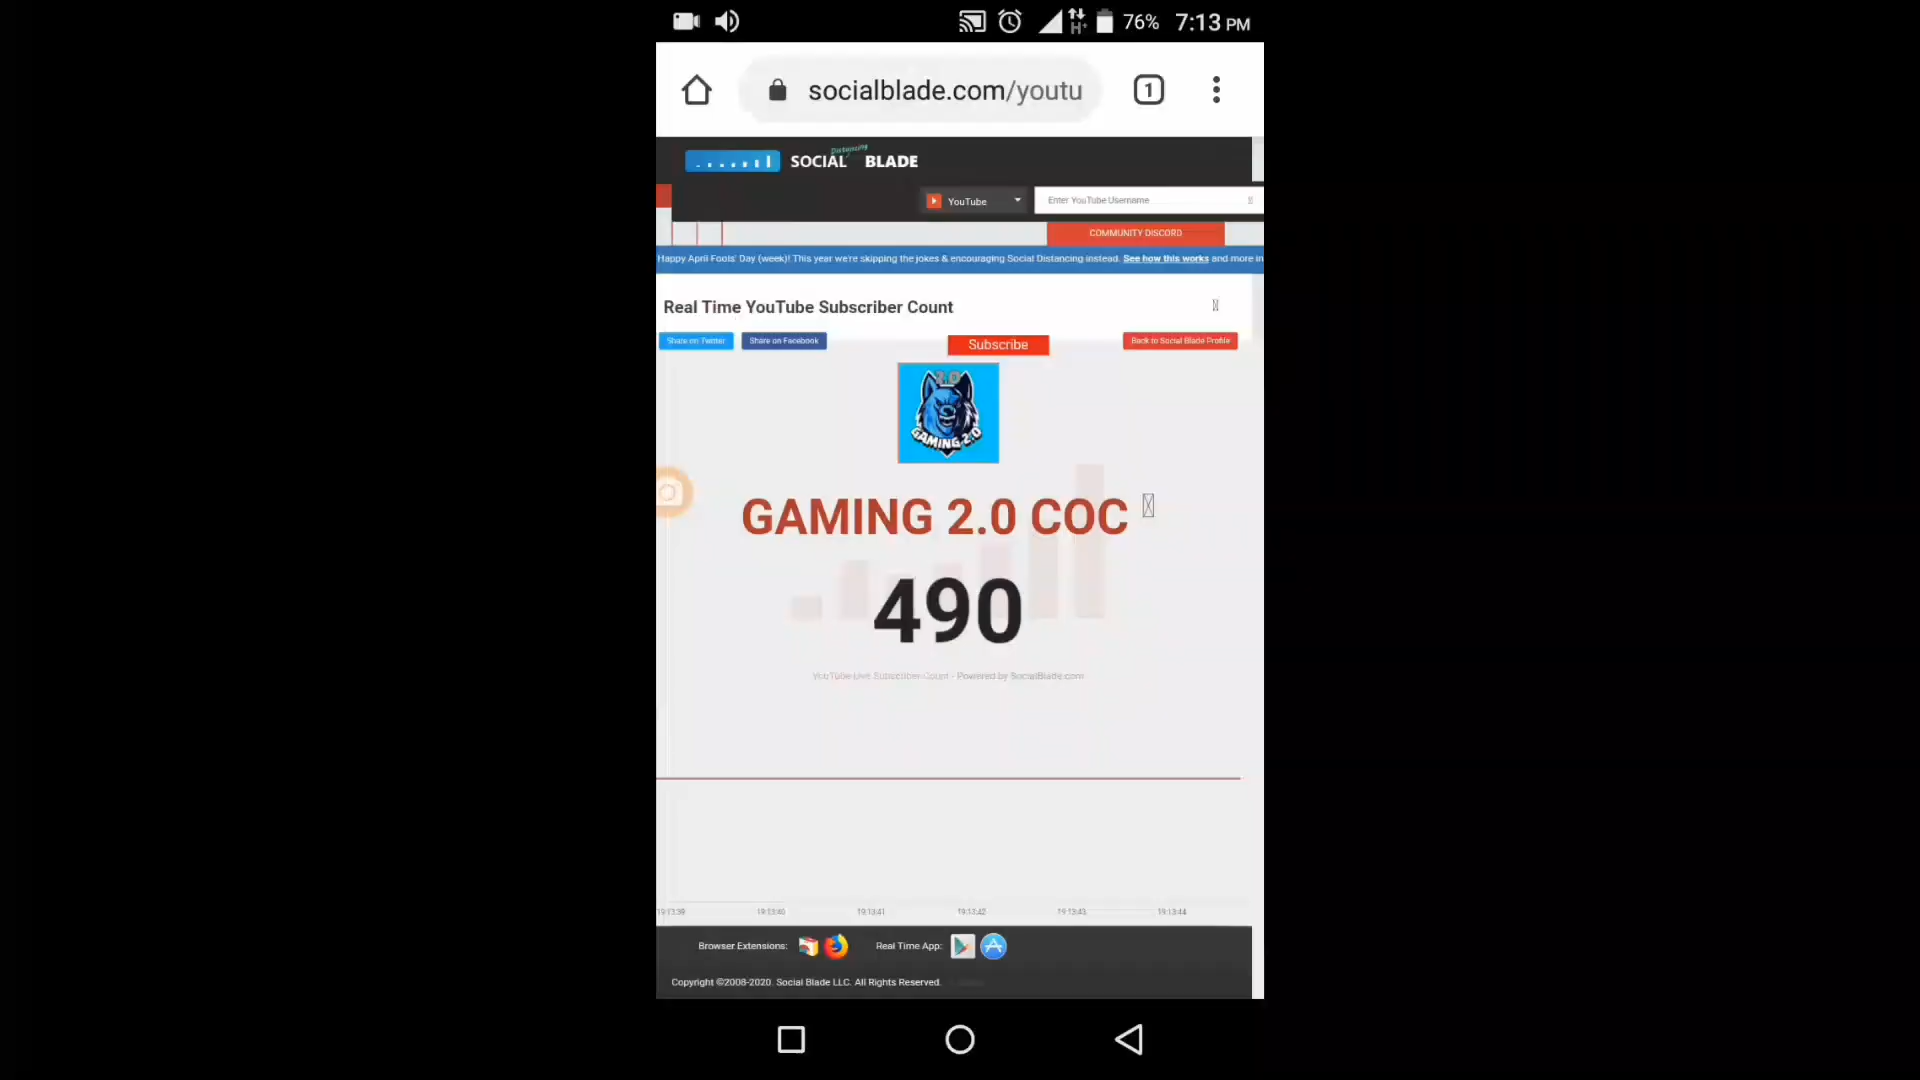 76% 7:13 PM
socialblade.com/youtu
1
SOCIAL Distancing BLADE
YouTube
Enter YouTube Username
COMMUNITY DISCORD
Happy April Fools' Day (week)! This year we're skipping the jokes & encouraging Social Distancing instead. See how this works and more in
Real Time YouTube Subscriber Count
Share on Twitter Share on Facebook Subscribe Back to Social Blade Profile
2.0
GAMING 2.0
GAMING 2.0 COC
490
YouTube Live Subscriber Count - Powered by SocialBlade.com
19:13:39 19:13:40 19:13:41 19:13:42 19:13:43 19:13:44
Browser Extensions: Real Time App:
Copyright ©2008-2020. Social Blade LLC. All Rights Reserved.